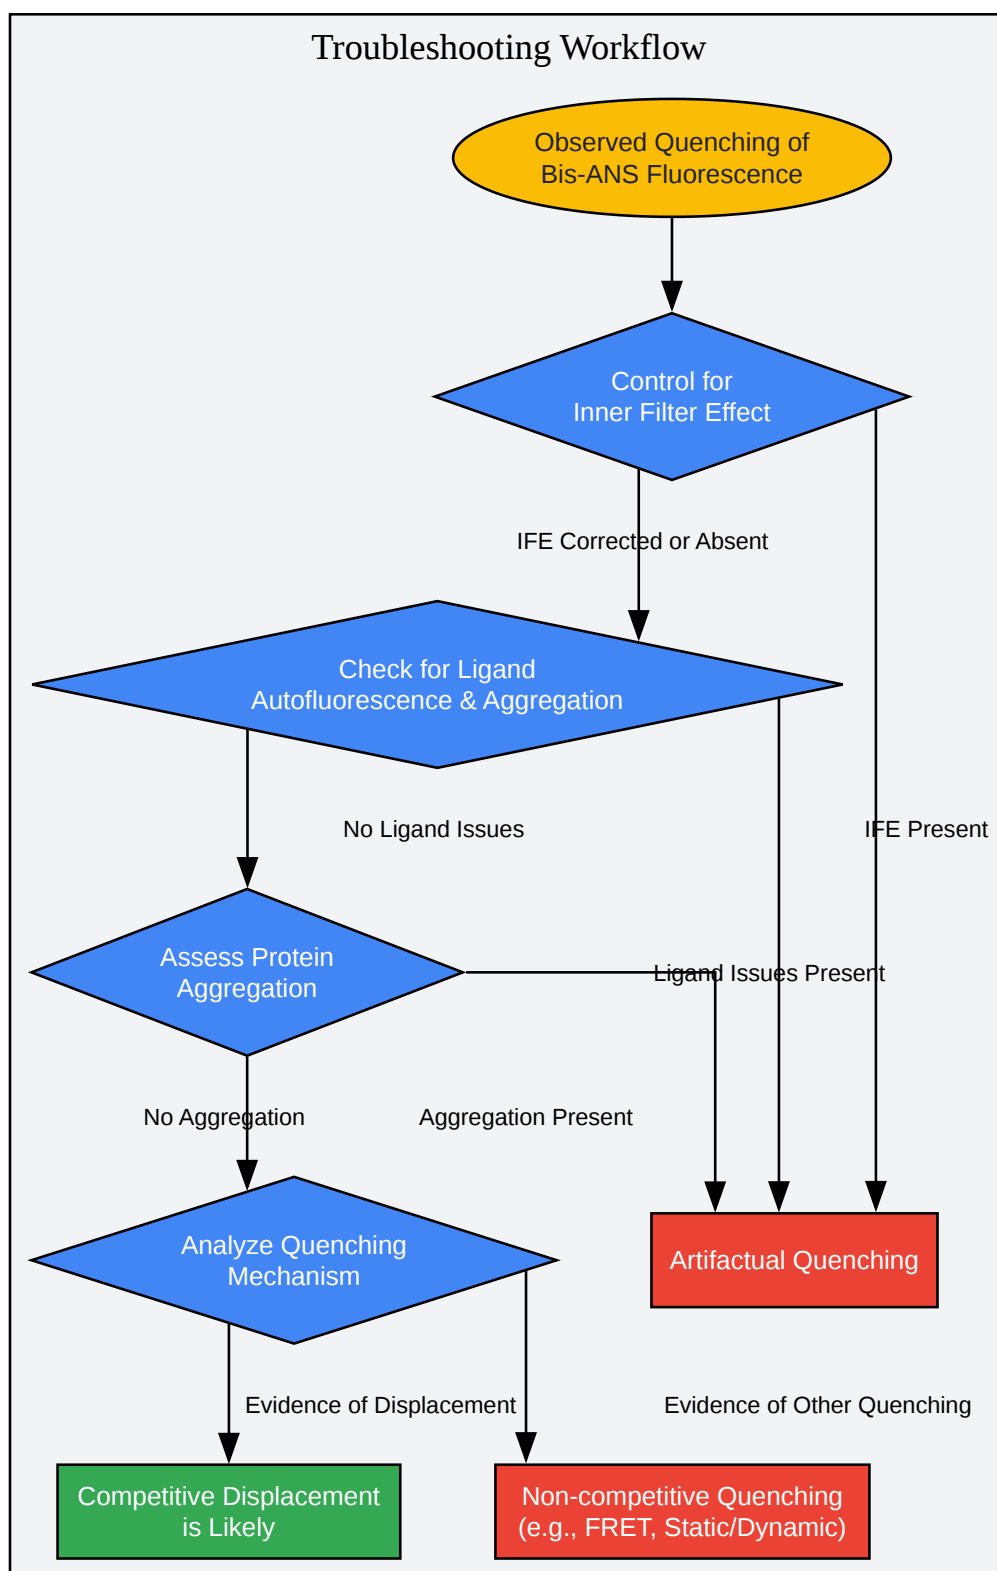 Troubleshooting Workflow
Observed Quenching of
Bis-ANS Fluorescence
Control for
Inner Filter Effect
IFE Corrected or Absent
Check for Ligand
Autofluorescence & Aggregation
No Ligand Issues
IFE Present
Assess Protein
Aggregation
Ligand Issues Present
No Aggregation
Aggregation Present
Analyze Quenching
Mechanism
Artifactual Quenching
Evidence of Displacement
Evidence of Other Quenching
Competitive Displacement
is Likely
Non-competitive Quenching
(e.g., FRET, Static/Dynamic)